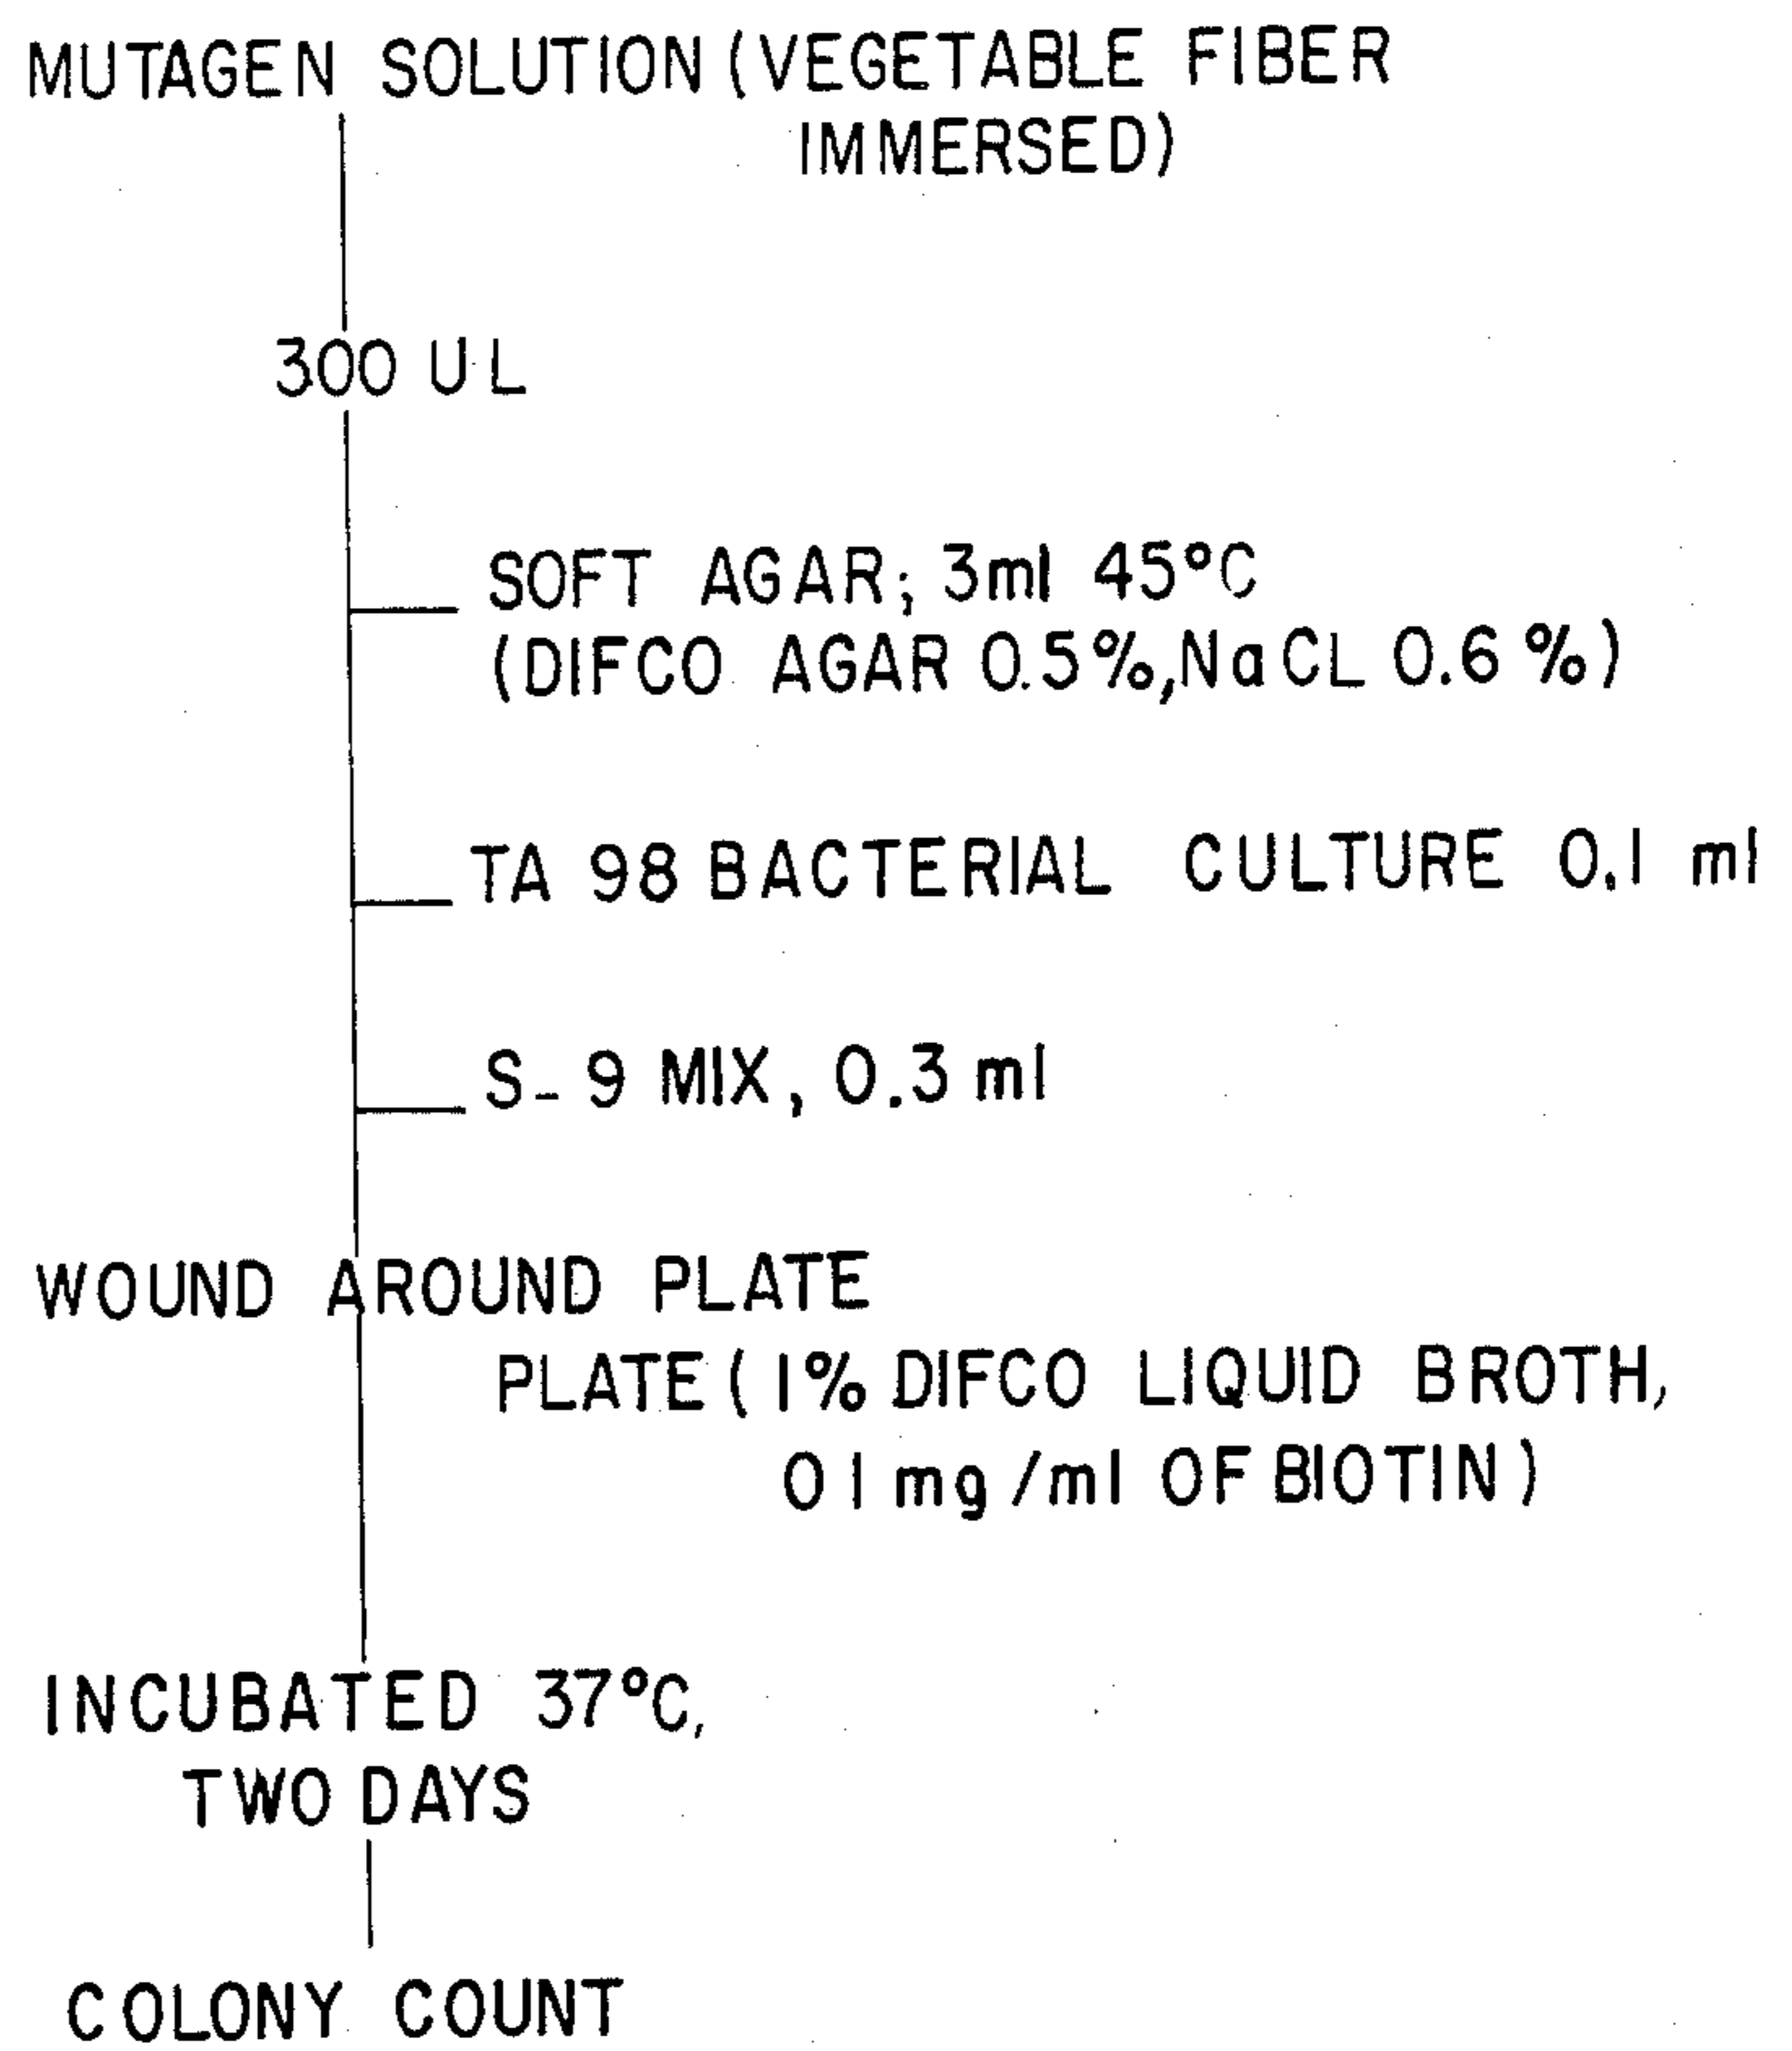 MUTAGEN SOLUTION (VEGETABLE FIBER
IMMERSED)
300 UL
SOFT AGAR; 3ml 45°C
(DIFCO AGAR 0.5%, NaCL 0.6%)
TA 98 BACTERIAL CULTURE 0.1 ml
S-9 MIX, 0.3 ml
WOUND AROUND PLATE
PLATE (1% DIFCO LIQUID BROTH,
01 mg/ml OF BIOTIN)
INCUBATED 37°C,
TWO DAYS
COLONY COUNT